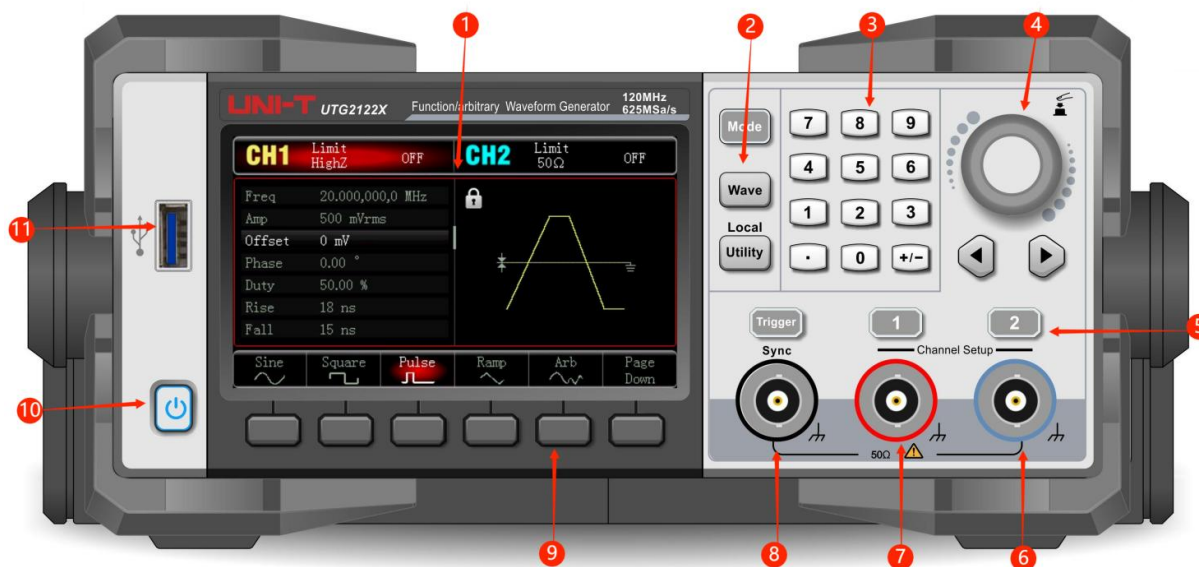 1
2
3
4
UNI-T UTG2122X Function/arbitrary Waveform Generator 120MHz 625MSa/s
CH1 Limit HighZ OFF CH2 Limit 50Ω OFF
Freq 20.000,000,0 MHz
Amp 500 mVrms
Offset 0 mV
Phase 0.00 °
Duty 50.00 %
Rise 18 ns
Fall 15 ns
Sine Square Pulse Ramp Arb Page Down
Mode
Wave
Local
Utility
7 8 9
4 5 6
1 2 3
. 0 +/−
Trigger 1 2
Sync Channel Setup
50Ω
5
11
10
9
8
7
6